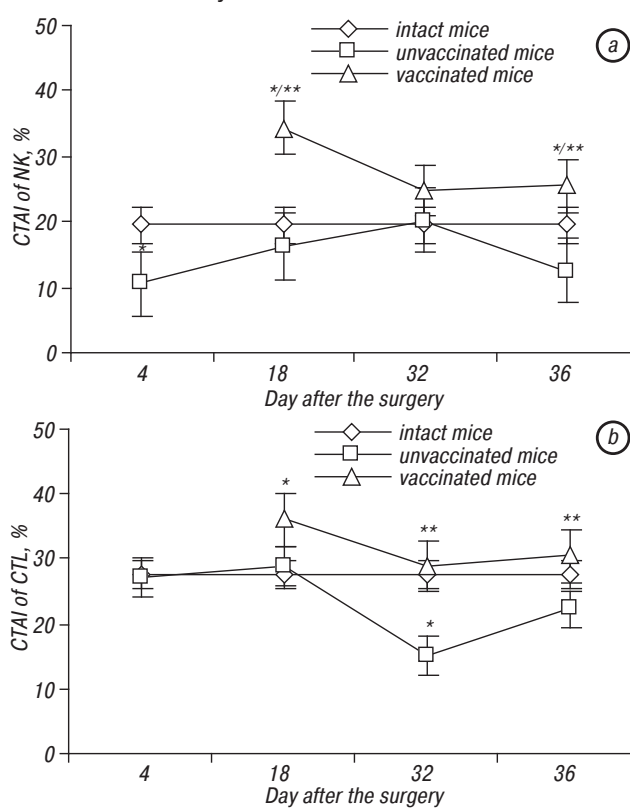 50
40
30
20
10
0
CTAI of NK, %
intact mice
unvaccinated mice
vaccinated mice
a
*/**
*/**
*
4 18 32 36
Day after the surgery
50
40
30
20
10
0
CTAI of CTL, %
intact mice
unvaccinated mice
vaccinated mice
b
*
**
**
*
4 18 32 36
Day after the surgery